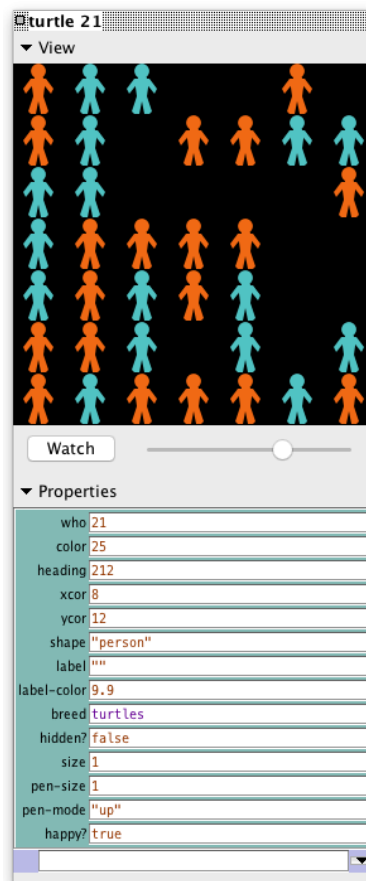 turtle 21
View
Watch
Properties
who 21
color 25
heading 212
xcor 8
ycor 12
shape "person"
label ""
label-color 9.9
breed turtles
hidden? false
size 1
pen-size 1
pen-mode "up"
happy? true